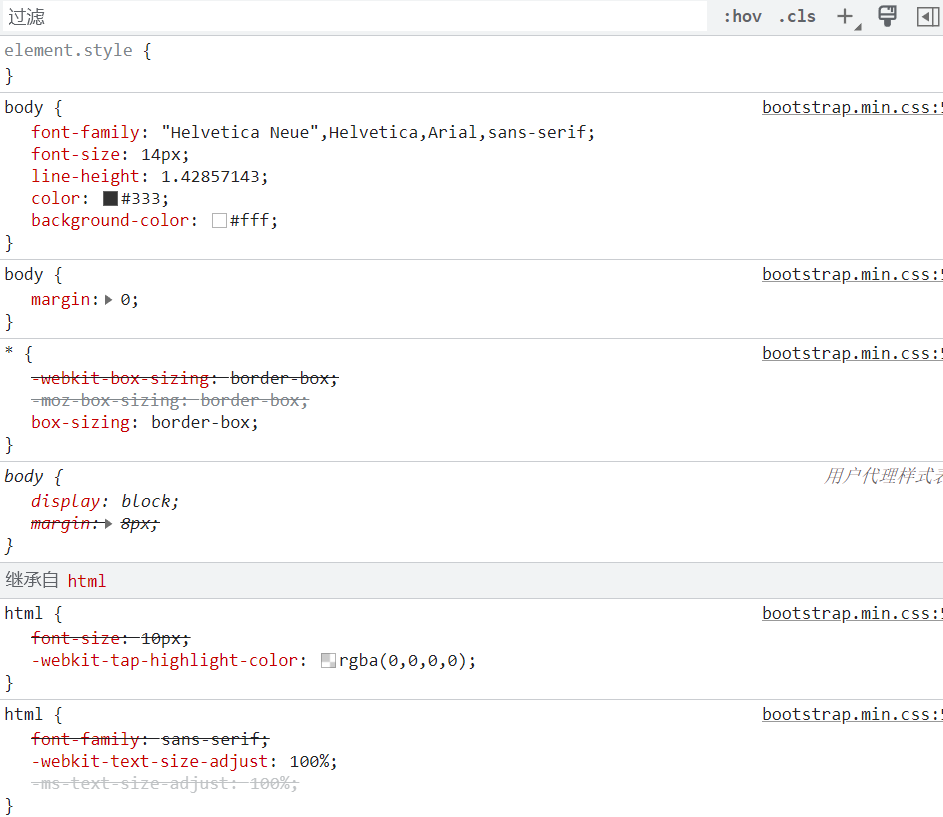 过滤
:hov .cls
element.style {
}
body {
bootstrap.min.css:5
font-family: "Helvetica Neue",Helvetica,Arial,sans-serif;
font-size: 14px;
line-height: 1.42857143;
color: #333;
background-color: #fff;
}
body {
bootstrap.min.css:5
margin: 0;
}
* {
bootstrap.min.css:5
-webkit-box-sizing: border-box;
-moz-box-sizing: border-box;
box-sizing: border-box;
}
body {
用户代理样式表
display: block;
margin: 8px;
}
继承自 html
html {
bootstrap.min.css:5
font-size: 10px;
-webkit-tap-highlight-color: rgba(0,0,0,0);
}
html {
bootstrap.min.css:5
font-family: sans-serif;
-webkit-text-size-adjust: 100%;
-ms-text-size-adjust: 100%;
}